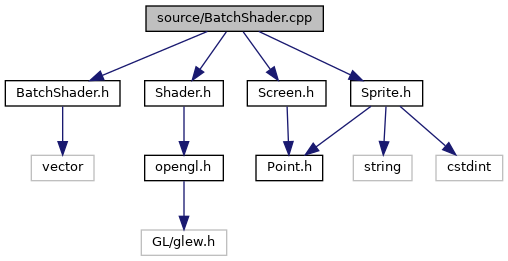 source/BatchShader.cpp
BatchShader.h
Shader.h
Screen.h
Sprite.h
vector
opengl.h
Point.h
string
cstdint
GL/glew.h